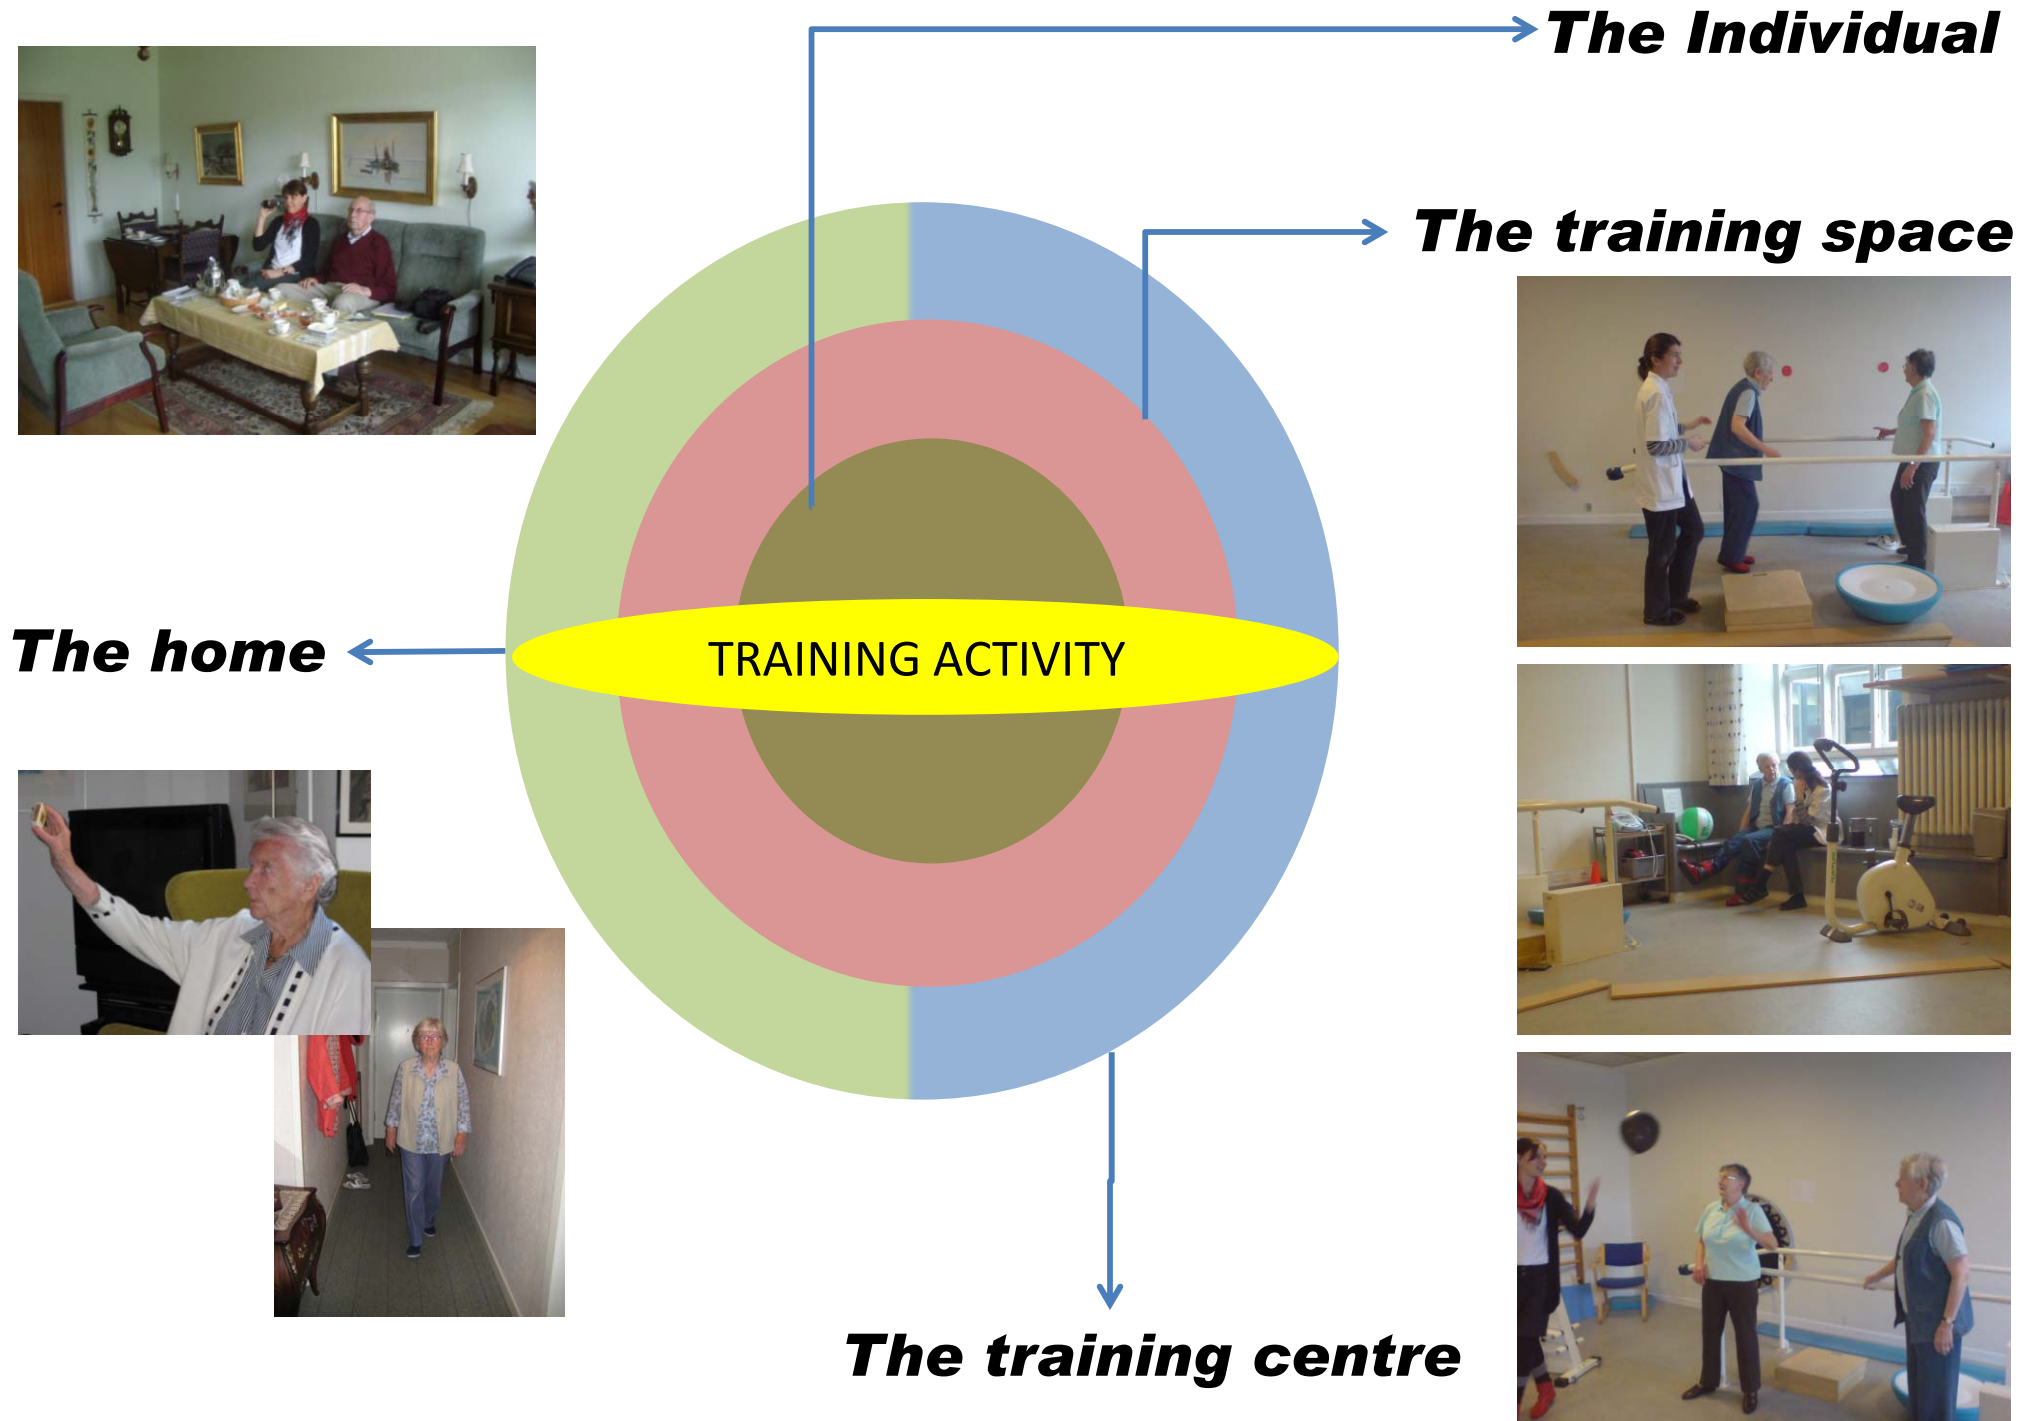 The Individual
The training space
The home
TRAINING ACTIVITY
The training centre